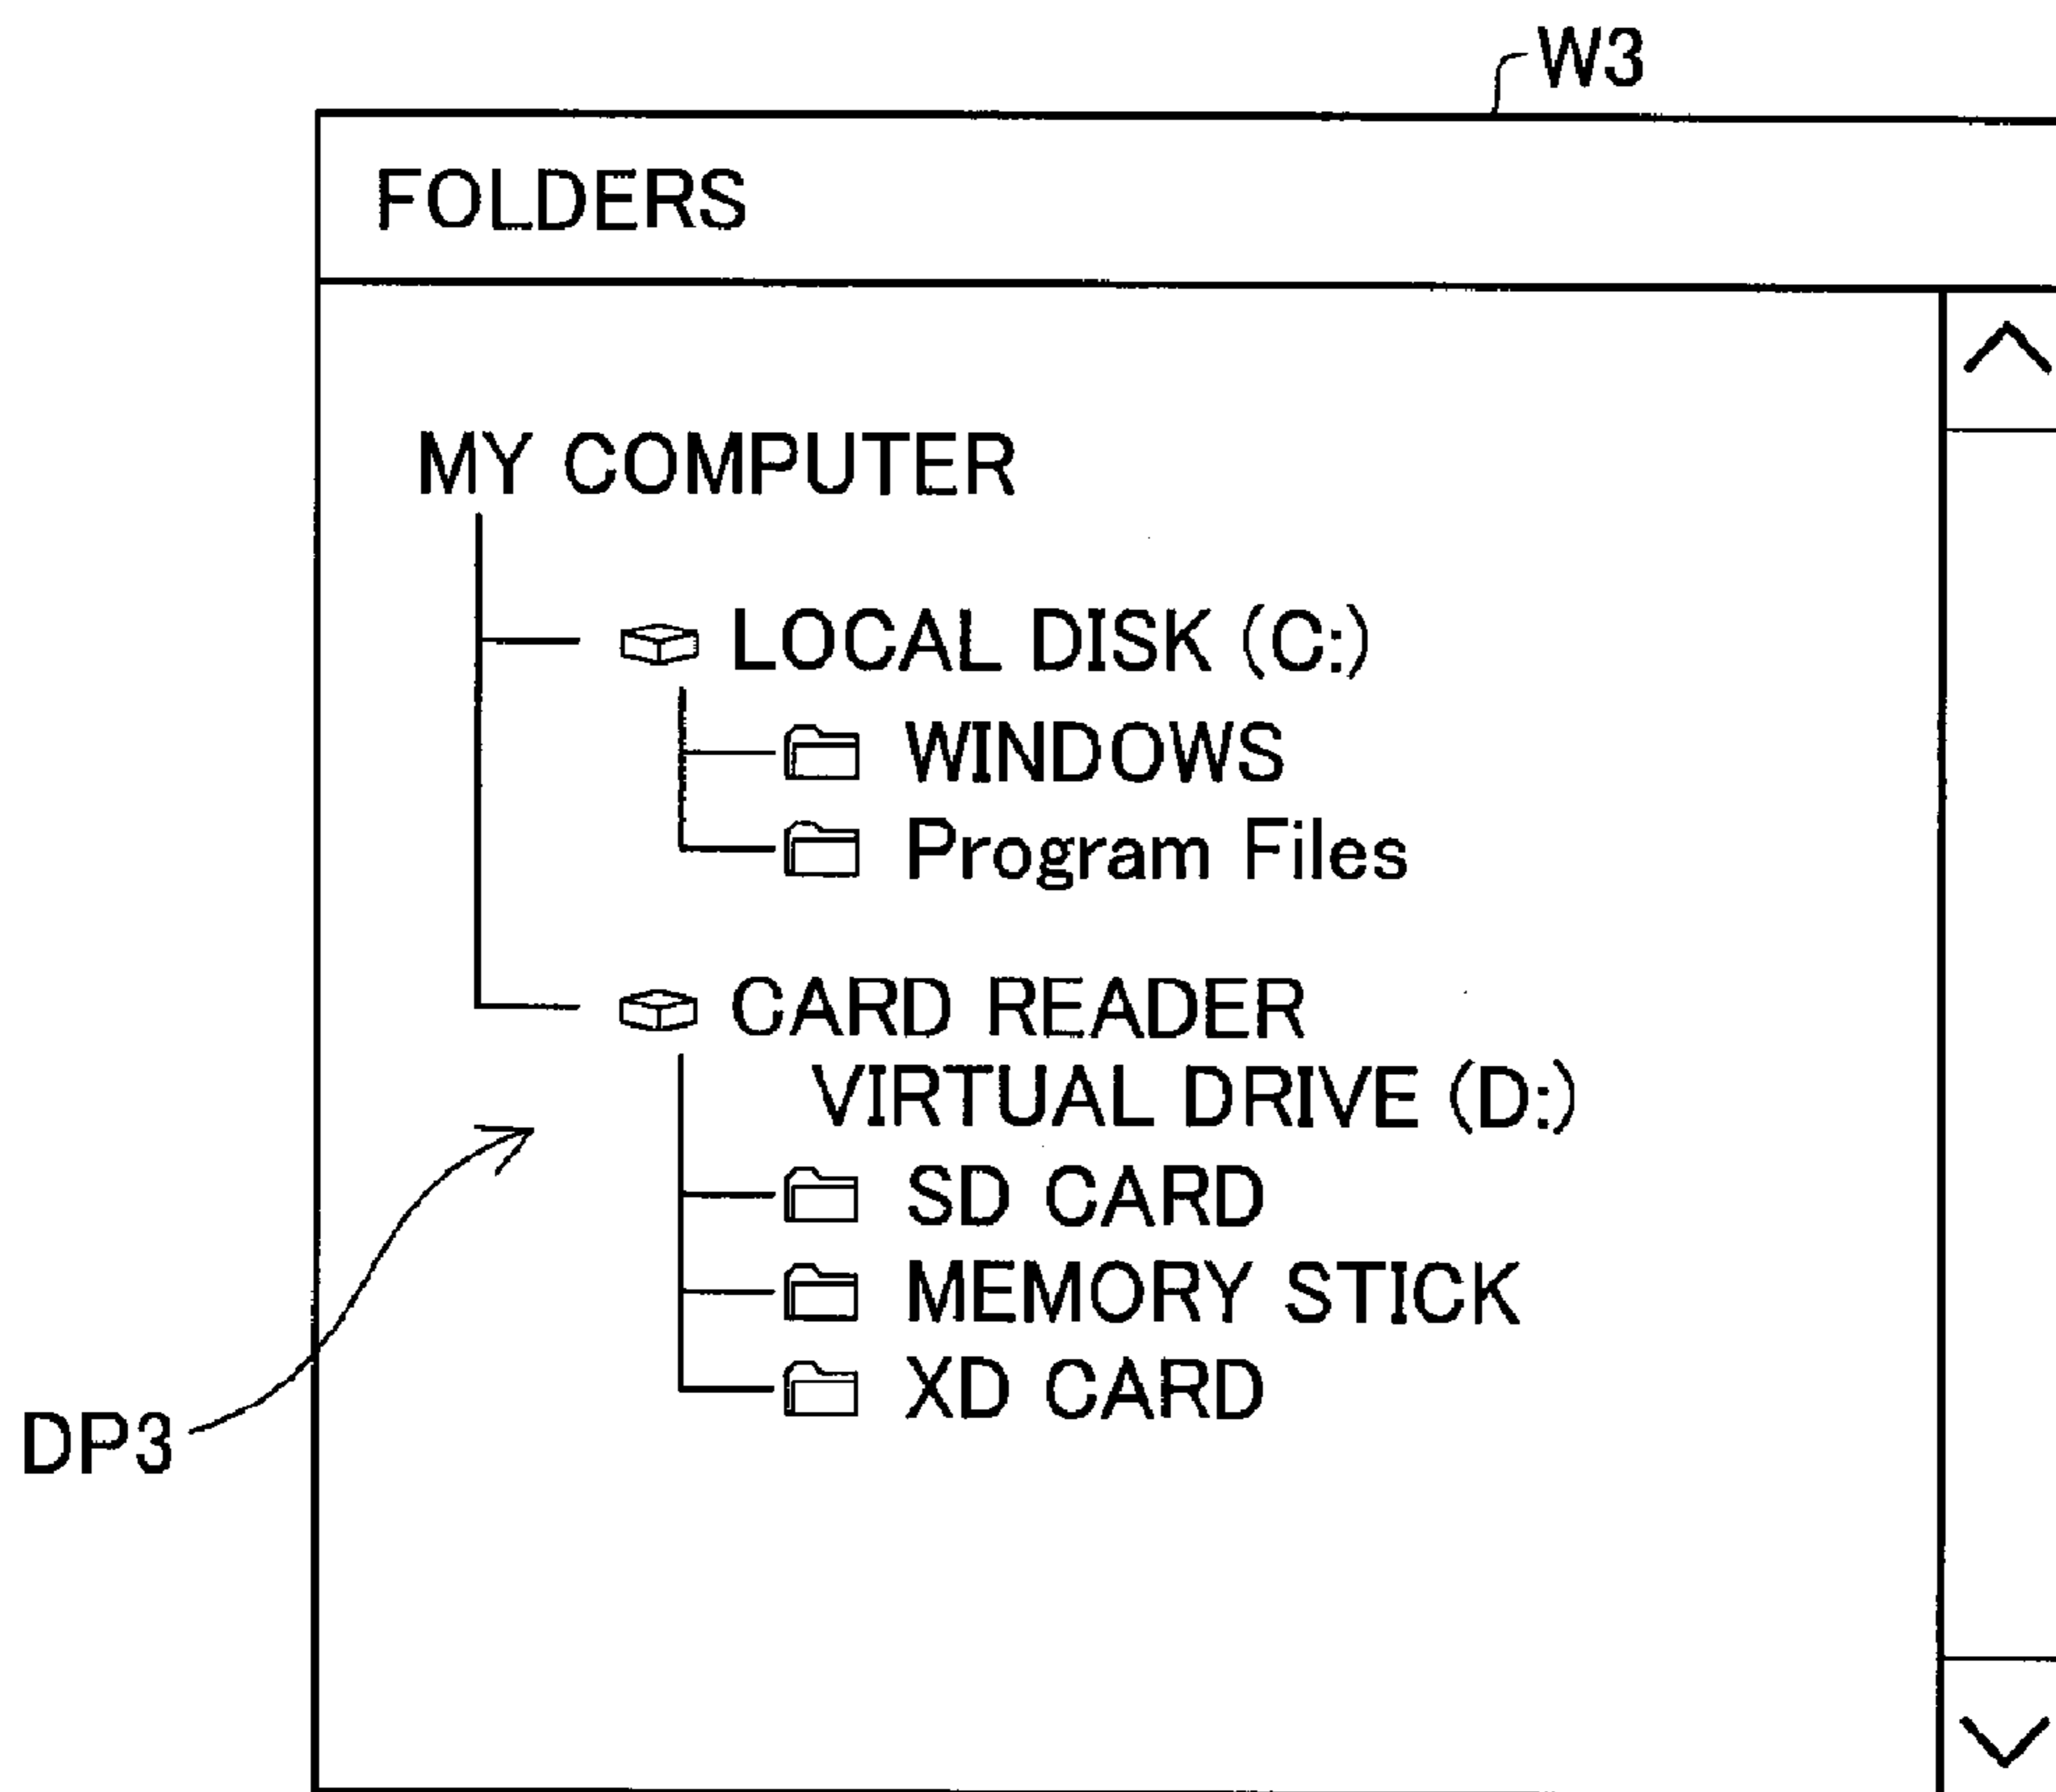 W3
FOLDERS
MY COMPUTER
LOCAL DISK (C:)
WINDOWS
Program Files
CARD READER
VIRTUAL DRIVE (D:)
SD CARD
MEMORY STICK
XD CARD
DP3